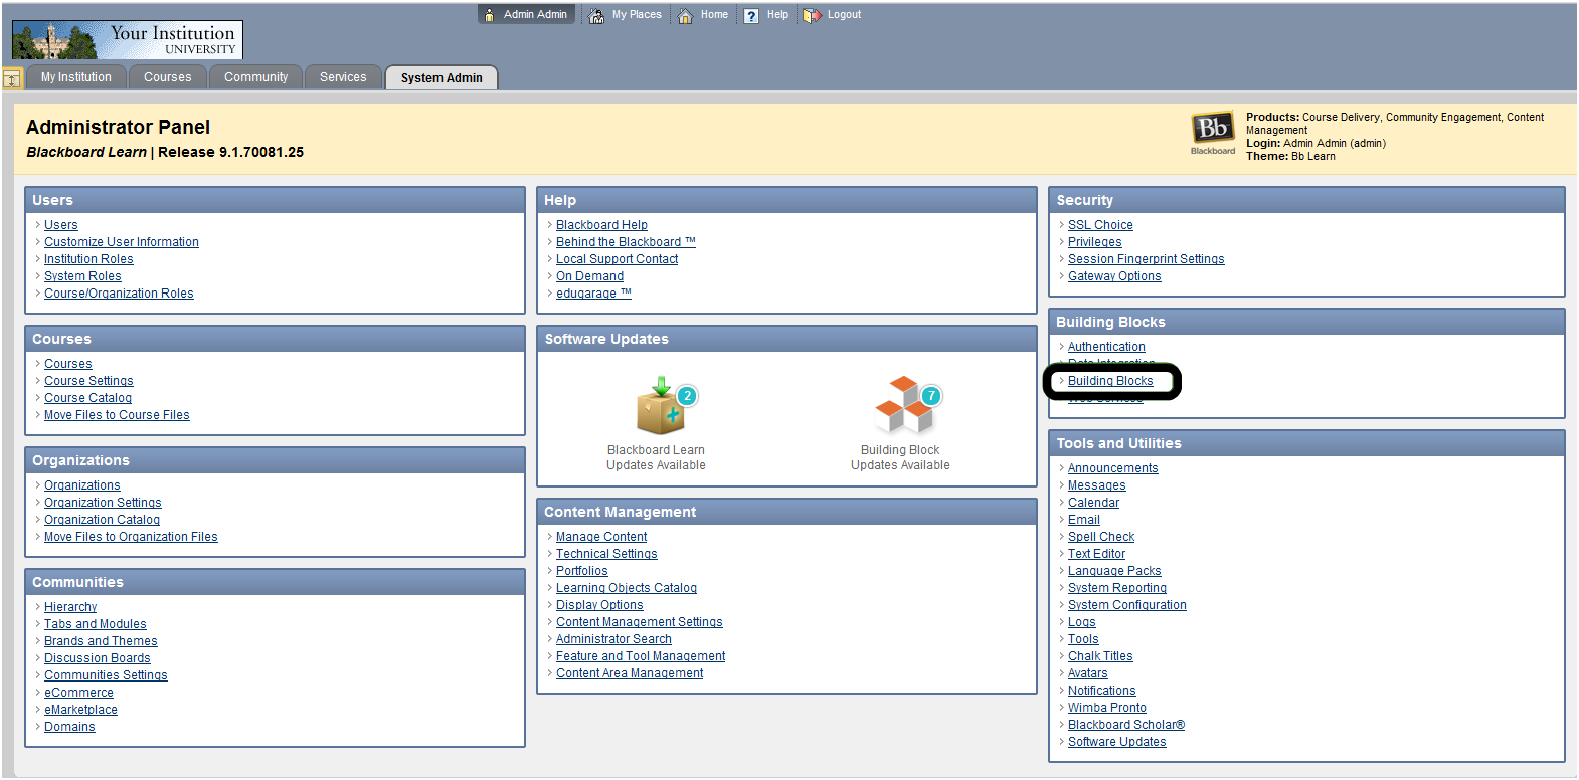 Admin Admin
My Places
Home
Help
Logout
Your Institution
UNIVERSITY
My Institution
Courses
Community
Services
System Admin
Administrator Panel
Blackboard Learn | Release 9.1.70081.25
Bb
Blackboard
Products: Course Delivery, Community Engagement, Content
Management
Login: Admin Admin (admin)
Theme: Bb Learn
Users
Users
Customize User Information
Institution Roles
System Roles
Course/Organization Roles
Courses
Courses
Course Settings
Course Catalog
Move Files to Course Files
Organizations
Organizations
Organization Settings
Organization Catalog
Move Files to Organization Files
Communities
Hierarchy
Tabs and Modules
Brands and Themes
Discussion Boards
Communities Settings
eCommerce
eMarketplace
Domains
Help
Blackboard Help
Behind the Blackboard ™
Local Support Contact
On Demand
edugarage ™
Software Updates
2
7
Blackboard Learn
Updates Available
Building Block
Updates Available
Content Management
Manage Content
Technical Settings
Portfolios
Learning Objects Catalog
Display Options
Content Management Settings
Administrator Search
Feature and Tool Management
Content Area Management
Security
SSL Choice
Privileges
Session Fingerprint Settings
Gateway Options
Building Blocks
Authentication
Data Integration
Building Blocks
Web Services
Tools and Utilities
Announcements
Messages
Calendar
Email
Spell Check
Text Editor
Language Packs
System Reporting
System Configuration
Logs
Tools
Chalk Titles
Avatars
Notifications
Wimba Pronto
Blackboard Scholar®
Software Updates